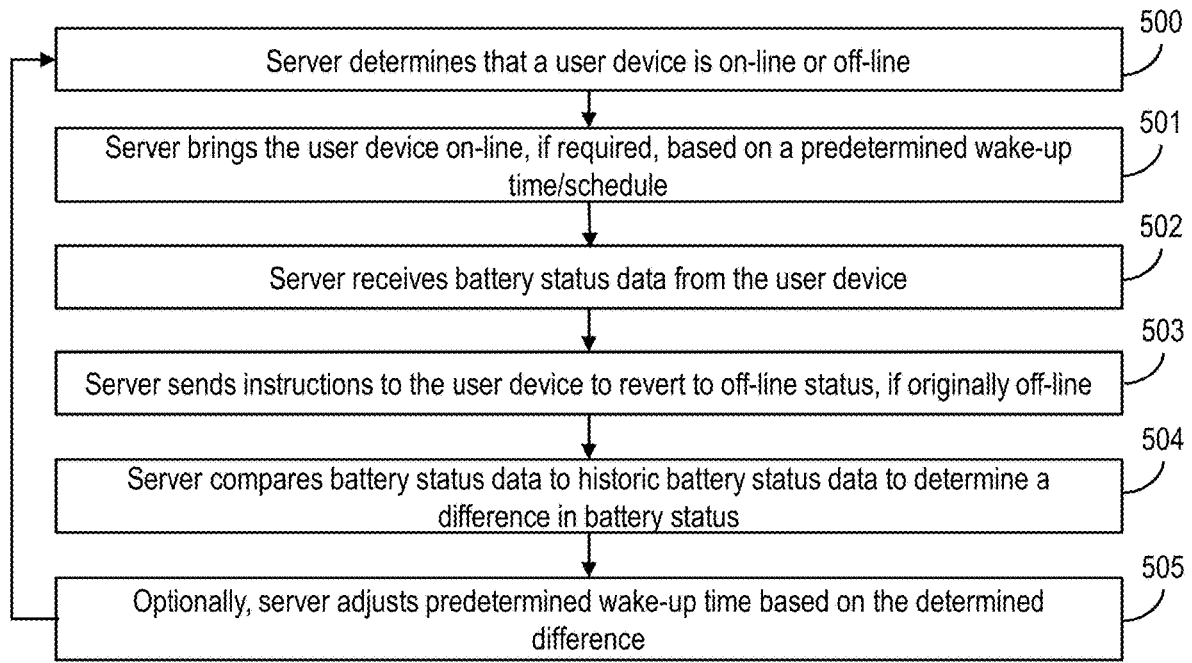 500
Server determines that a user device is on-line or off-line
501
Server brings the user device on-line, if required, based on a predetermined wake-up
time/schedule
502
Server receives battery status data from the user device
503
Server sends instructions to the user device to revert to off-line status, if originally off-line
504
Server compares battery status data to historic battery status data to determine a
difference in battery status
505
Optionally, server adjusts predetermined wake-up time based on the determined
difference